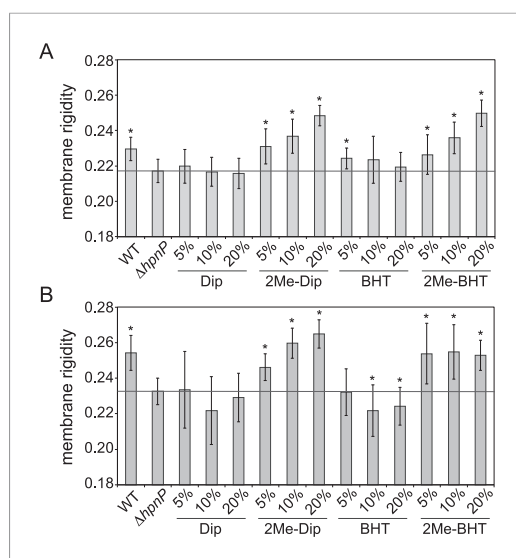 A
membrane rigidity
0.28
0.26
0.24
0.22
0.20
0.18
WT
ΔhpnP
5%
10%
20%
5%
10%
20%
5%
10%
20%
5%
10%
20%
Dip
2Me-Dip
BHT
2Me-BHT
* * * * * * * *
B
membrane rigidity
0.28
0.26
0.24
0.22
0.20
0.18
WT
ΔhpnP
5%
10%
20%
5%
10%
20%
5%
10%
20%
5%
10%
20%
Dip
2Me-Dip
BHT
2Me-BHT
* * * * * * * * *